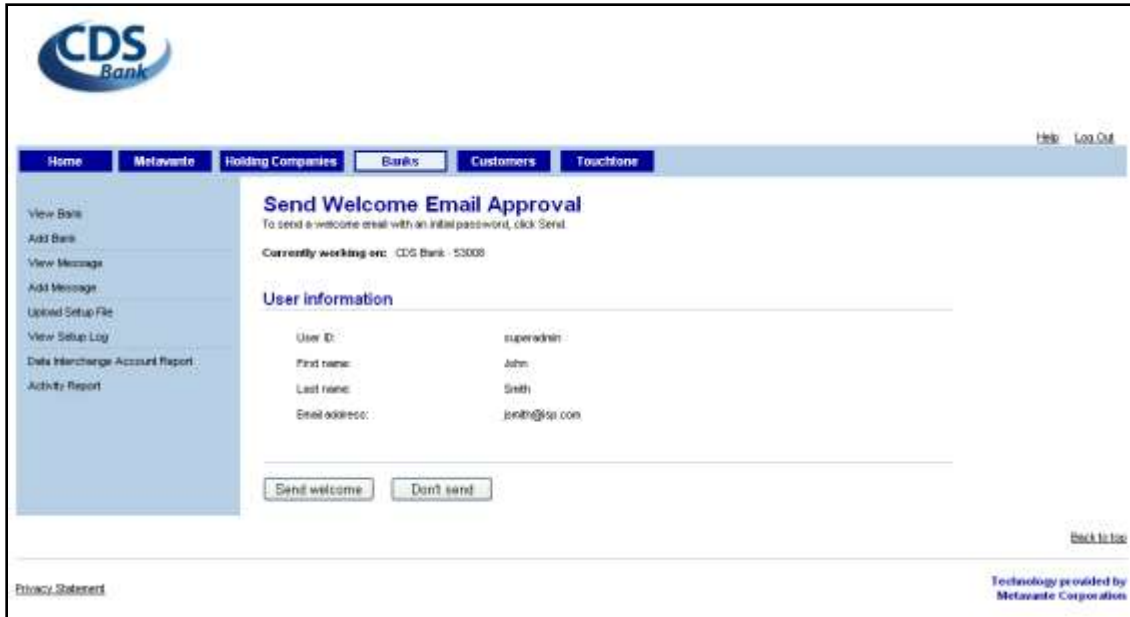 CDS
Bank
Help Log Out
Home Metavante Holding Companies Banks Customers Touchtone
View Bank
Add Bank
View Message
Add Message
Upload Setup File
View Setup Log
Data Interchange Account Report
Activity Report
Send Welcome Email Approval
To send a welcome email with an initial password, click Send.
Currently working on: CDS Bank - 53008
User information
User ID: superadmin
First name: John
Last name: Smith
Email address: jsmith@isp.com
Send welcome Don't send
Back to top
Privacy Statement
Technology provided by
Metavante Corporation